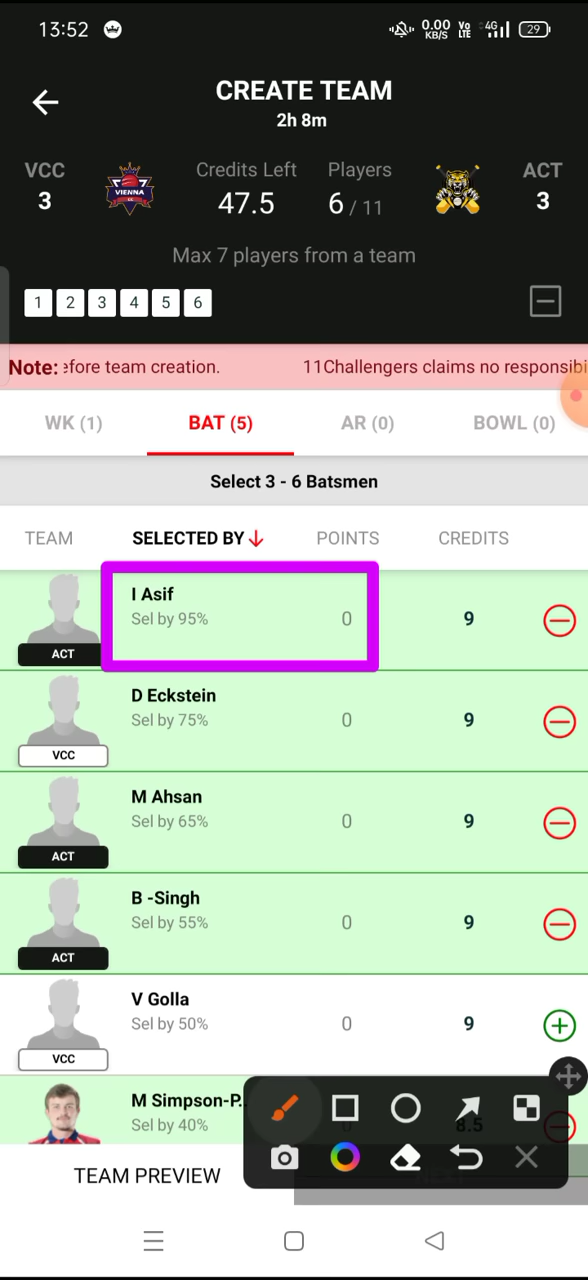 13:52
0.00 KB/S
Vo LTE
4G
29
CREATE TEAM
2h 8m
VCC
3
VIENNA
CC
Credits Left
47.5
Players
6 / 11
ACT
3
Max 7 players from a team
1 2 3 4 5 6
Note: efore team creation. 11Challengers claims no responsibi
WK (1) BAT (5) AR (0) BOWL (0)
Select 3 - 6 Batsmen
TEAM SELECTED BY POINTS CREDITS
I Asif
Sel by 95% 0 9
ACT
D Eckstein
Sel by 75% 0 9
VCC
M Ahsan
Sel by 65% 0 9
ACT
B -Singh
Sel by 55% 0 9
ACT
V Golla
Sel by 50% 0 9
VCC
M Simpson-P..
Sel by 40% 0 8.5
TEAM PREVIEW